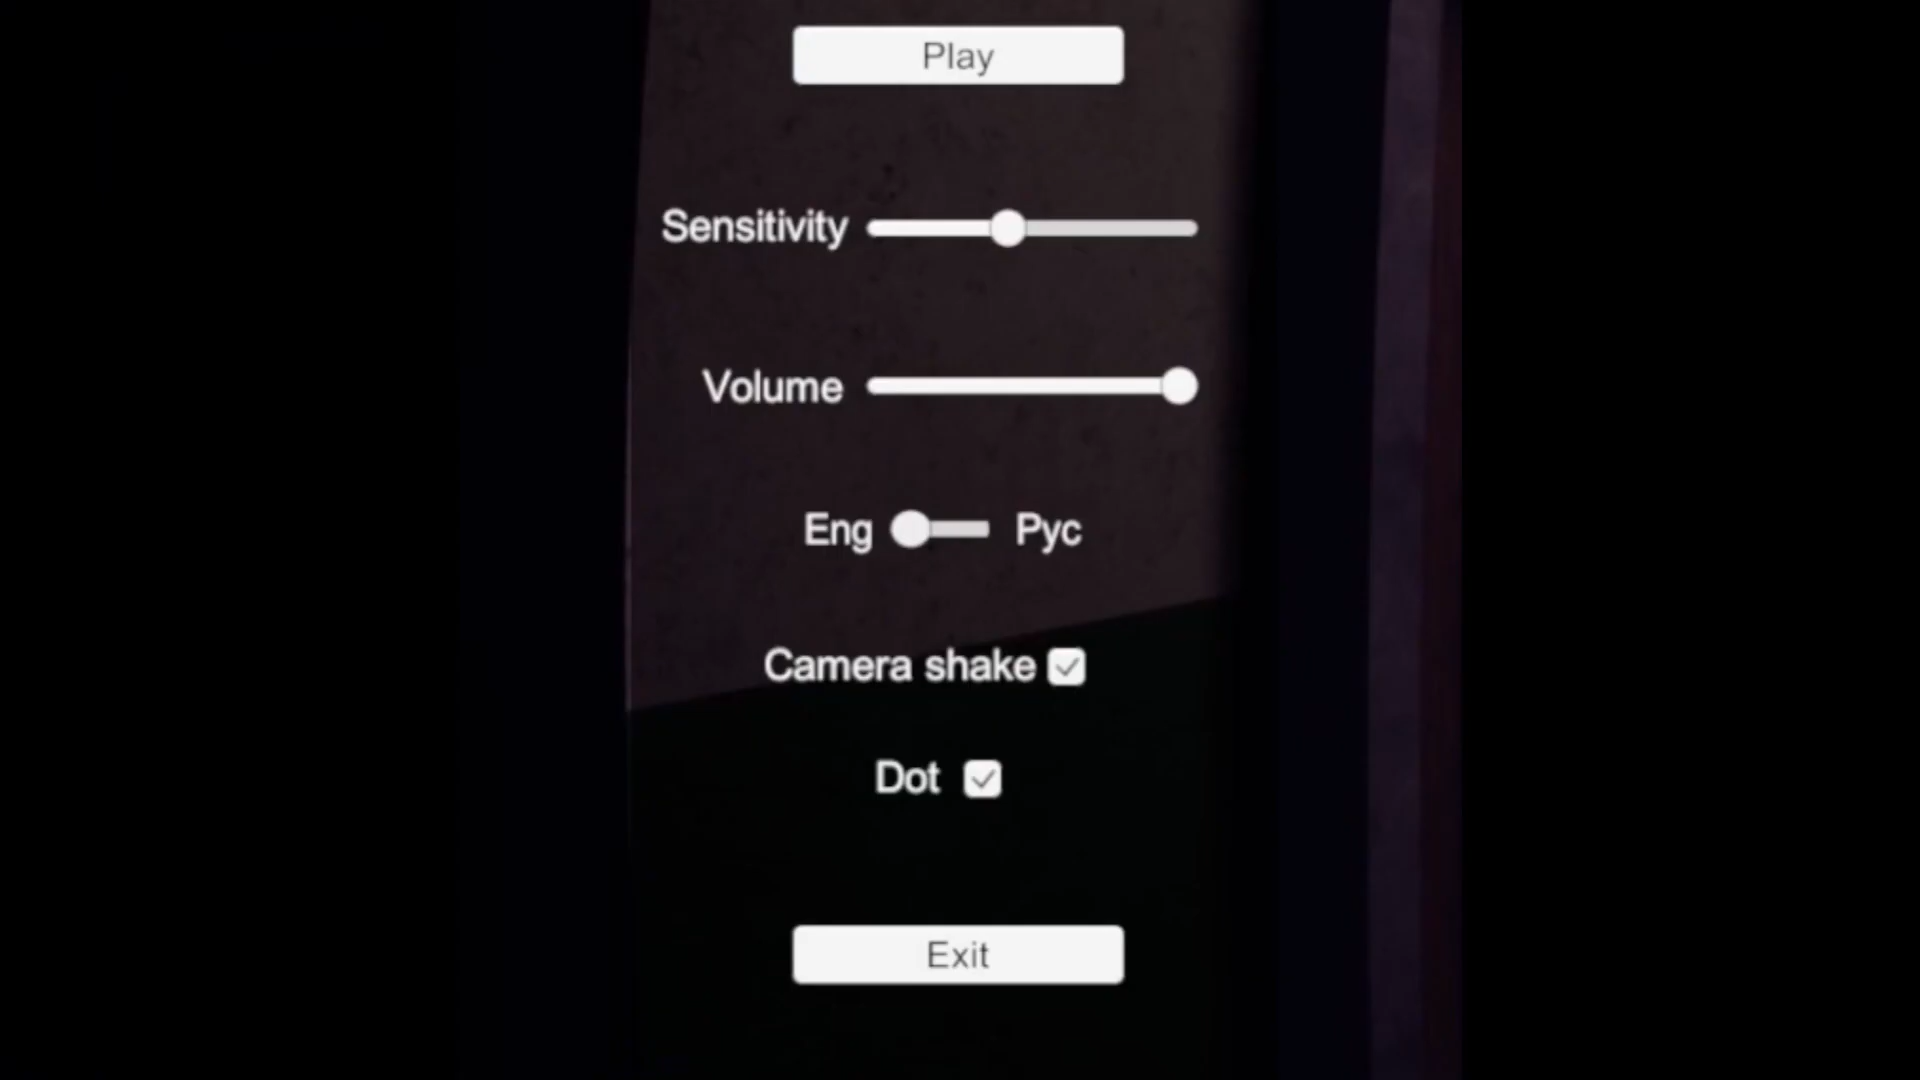 Play
Sensitivity
Volume
Eng Рус
Camera shake
Dot
Exit